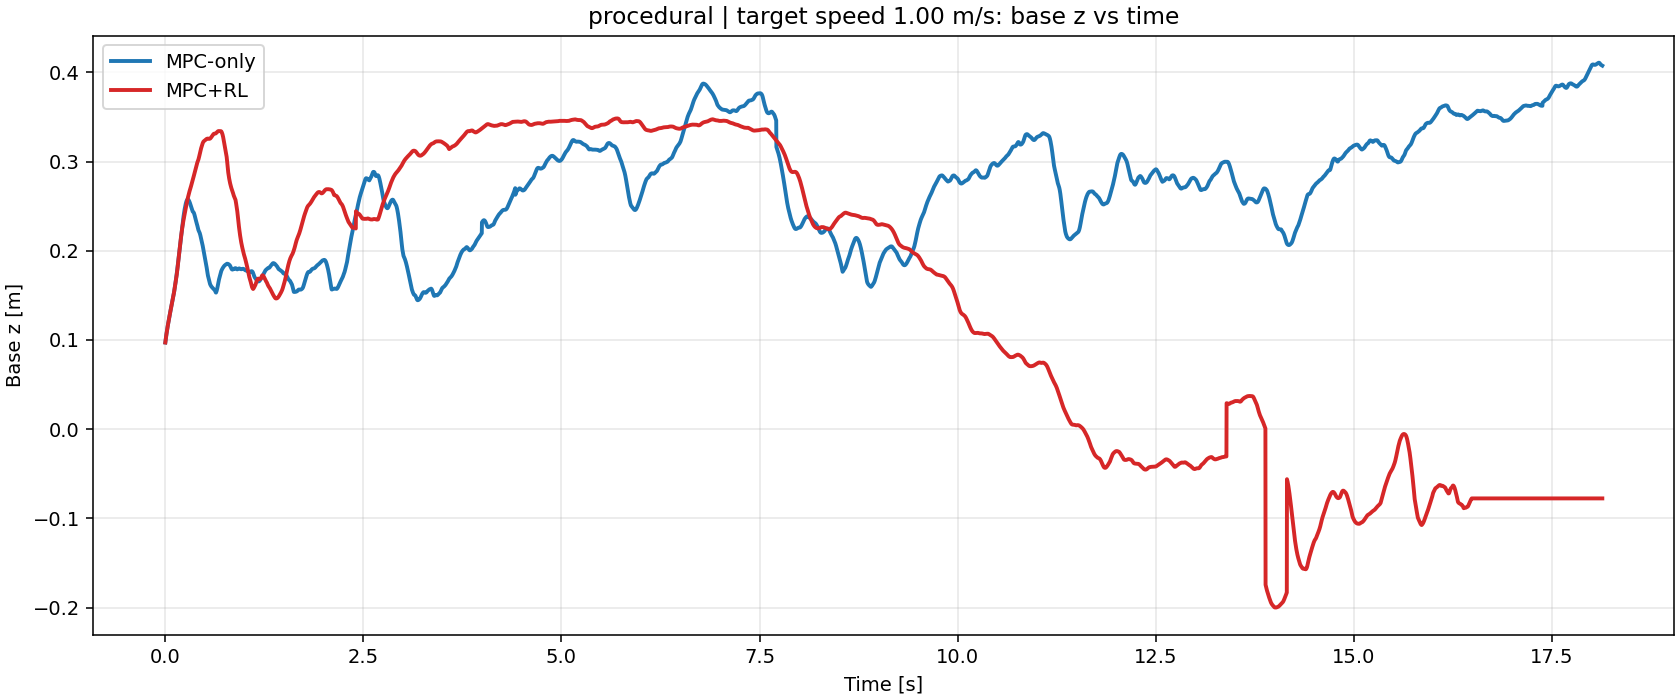 procedural | target speed 1.00 m/s: base z vs time
MPC-only
MPC+RL
Base z [m]
0.4
0.3
0.2
0.1
0.0
−0.1
−0.2
0.0 2.5 5.0 7.5 10.0 12.5 15.0 17.5
Time [s]